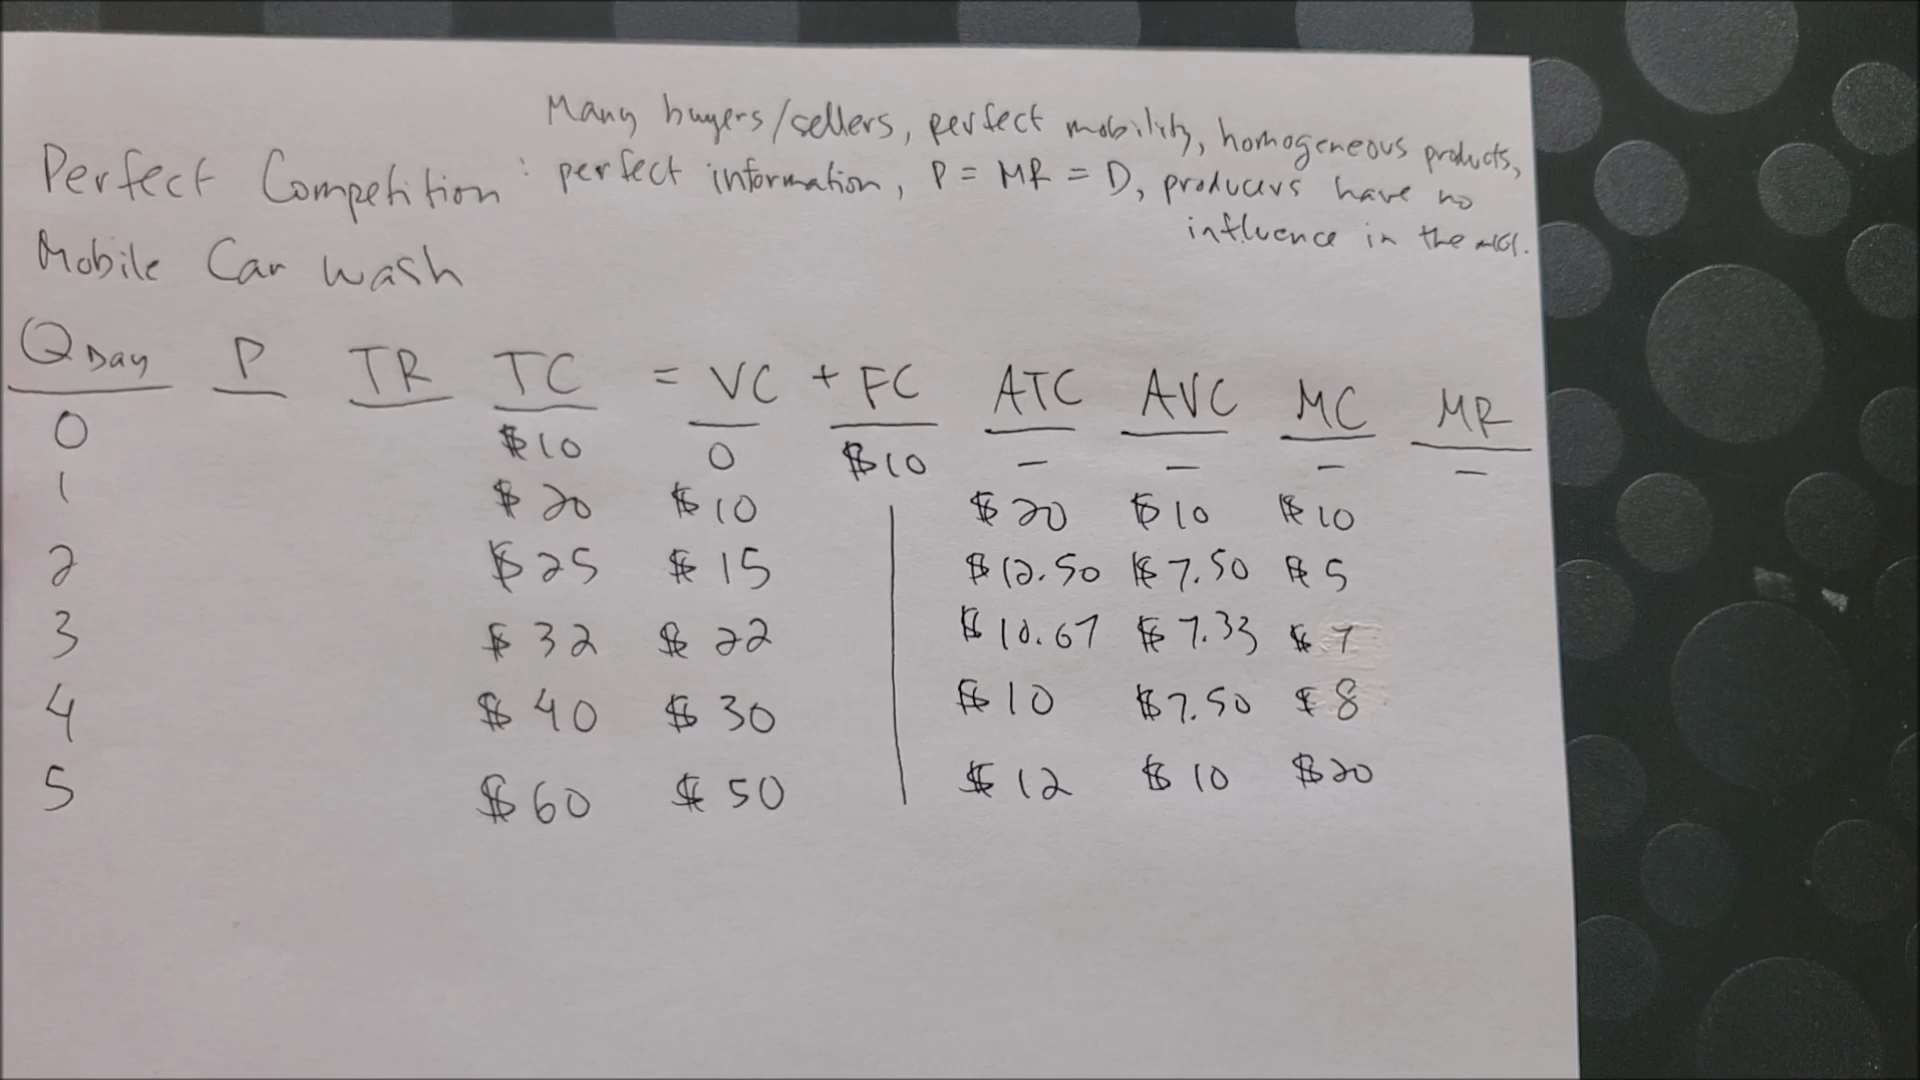 Many buyers/sellers, perfect mobility, homogeneous products,
Perfect Competition : perfect information, P = MR = D, producers have no
influence in the mkt.
Mobile Car Wash
Q Day P TR TC = VC + FC ATC AVC MC MR
0 $10 0 $10 - - - -
1 $20 $10 $20 $10 $10
2 $25 $15 $12.50 $7.50 $5
3 $32 $22 $10.67 $7.33 $7
4 $40 $30 $10 $7.50 $8
5 $60 $50 $12 $10 $20